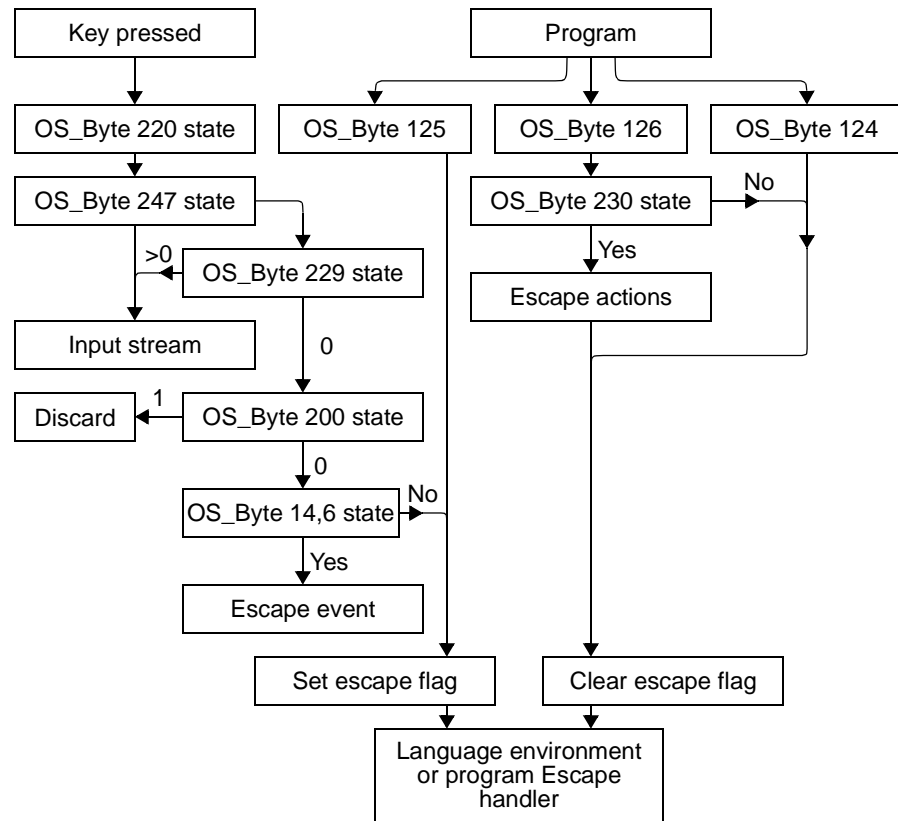 Key pressed
Program
OS_Byte 220 state
OS_Byte 125
OS_Byte 126
OS_Byte 124
OS_Byte 247 state
OS_Byte 230 state
No
>0
OS_Byte 229 state
Yes
Escape actions
Input stream
0
Discard
1
OS_Byte 200 state
0
OS_Byte 14,6 state
No
Yes
Escape event
Set escape flag
Clear escape flag
Language environment
or program Escape
handler